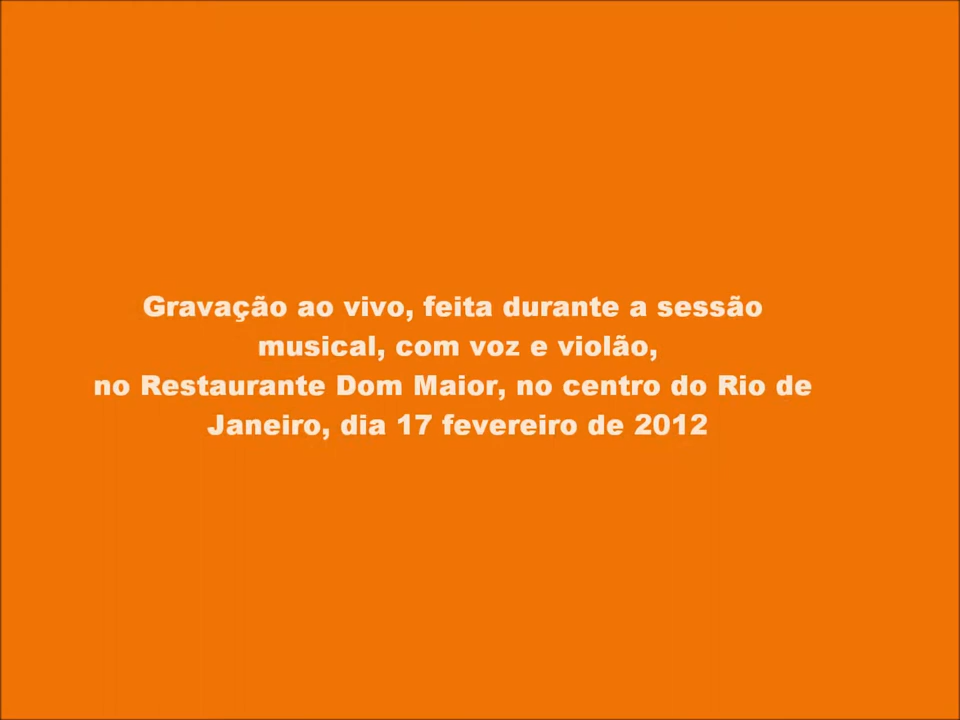 Gravação ao vivo, feita durante a sessão
musical, com voz e violão,
no Restaurante Dom Maior, no centro do Rio de
Janeiro, dia 17 fevereiro de 2012